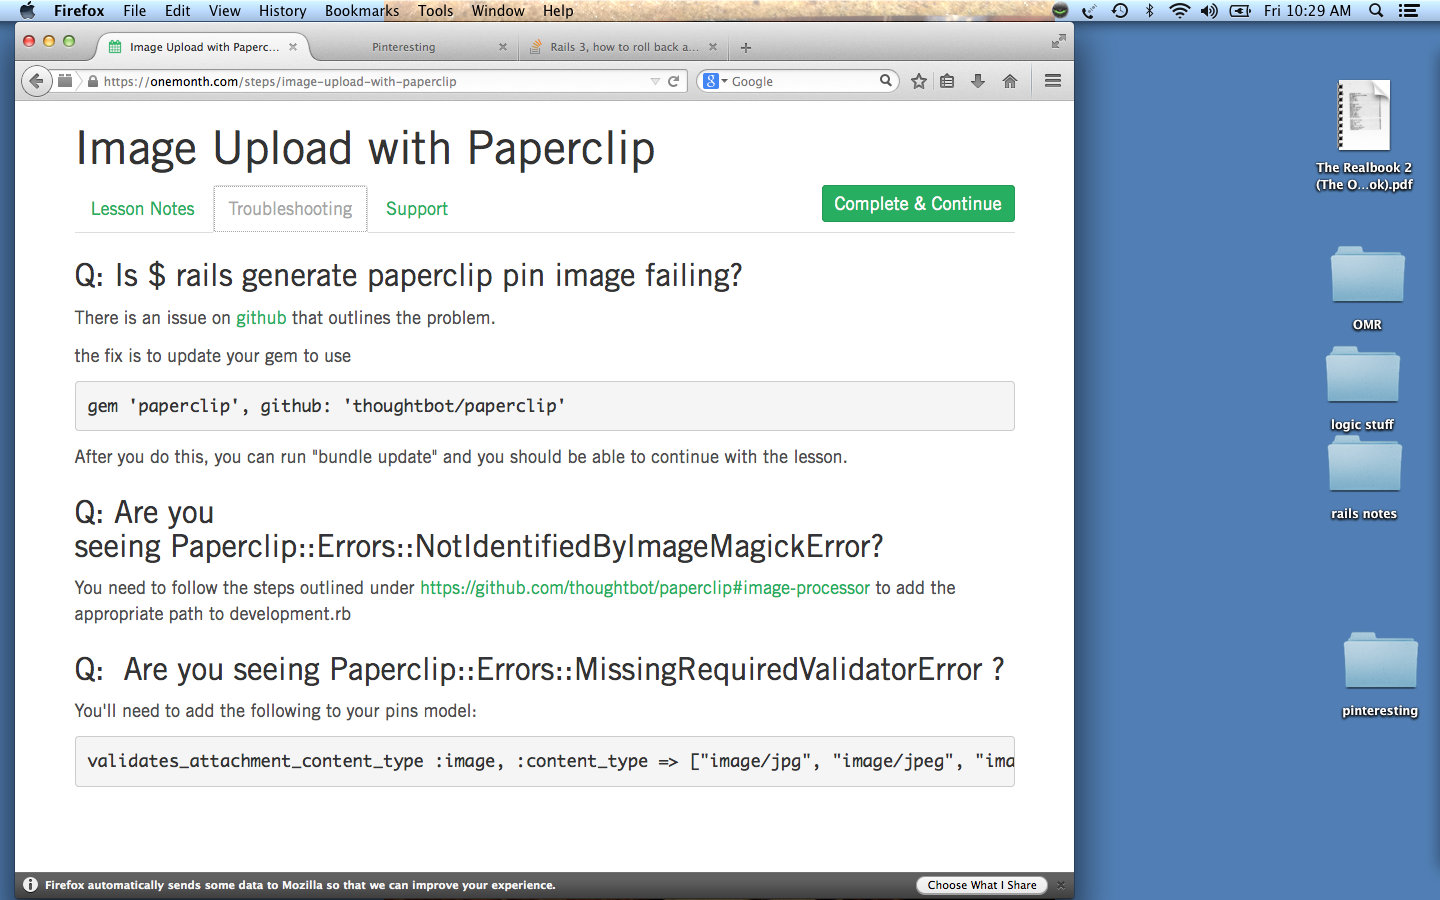 Firefox File Edit View History Bookmarks Tools Window Help Fri 10:29 AM
Image Upload with Paperc... Pinteresting Rails 3, how to roll back a...
https://onemonth.com/steps/image-upload-with-paperclip Google
Image Upload with Paperclip
Lesson Notes Troubleshooting Support Complete & Continue
Q: Is $ rails generate paperclip pin image failing?
There is an issue on github that outlines the problem.
the fix is to update your gem to use
gem 'paperclip', github: 'thoughtbot/paperclip'
After you do this, you can run "bundle update" and you should be able to continue with the lesson.
Q: Are you
seeing Paperclip::Errors::NotIdentifiedByImageMagickError?
You need to follow the steps outlined under https://github.com/thoughtbot/paperclip#image-processor to add the
appropriate path to development.rb
Q: Are you seeing Paperclip::Errors::MissingRequiredValidatorError ?
You'll need to add the following to your pins model:
validates_attachment_content_type :image, :content_type => ["image/jpg", "image/jpeg", "ima
Firefox automatically sends some data to Mozilla so that we can improve your experience. Choose What I Share
The Realbook 2
(The O...ok).pdf
OMR
logic stuff
rails notes
pinteresting